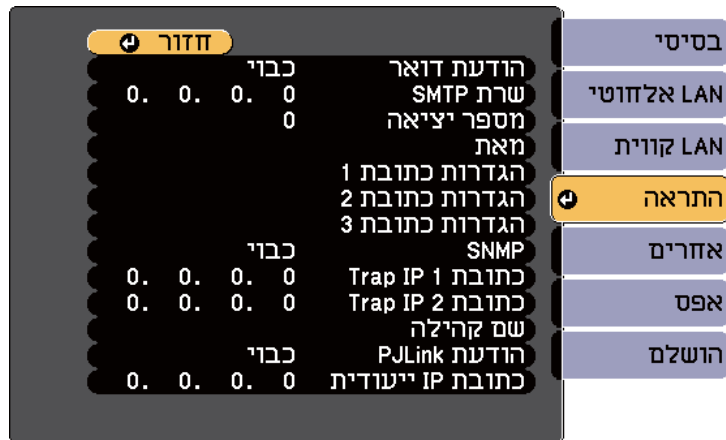 חזור
הודעת דואר כבוי
שרת SMTP 0. 0. 0. 0
מספר יציאה 0
מאת
הגדרות כתובת 1
הגדרות כתובת 2
הגדרות כתובת 3
SNMP כבוי
כתובת Trap IP 1 0. 0. 0. 0
כתובת Trap IP 2 0. 0. 0. 0
שם קהילה
הודעת PJLink כבוי
כתובת IP ייעודית 0. 0. 0. 0
בסיסי
LAN אלחוטי
LAN קווית
התראה
אחרים
אפס
הושלם